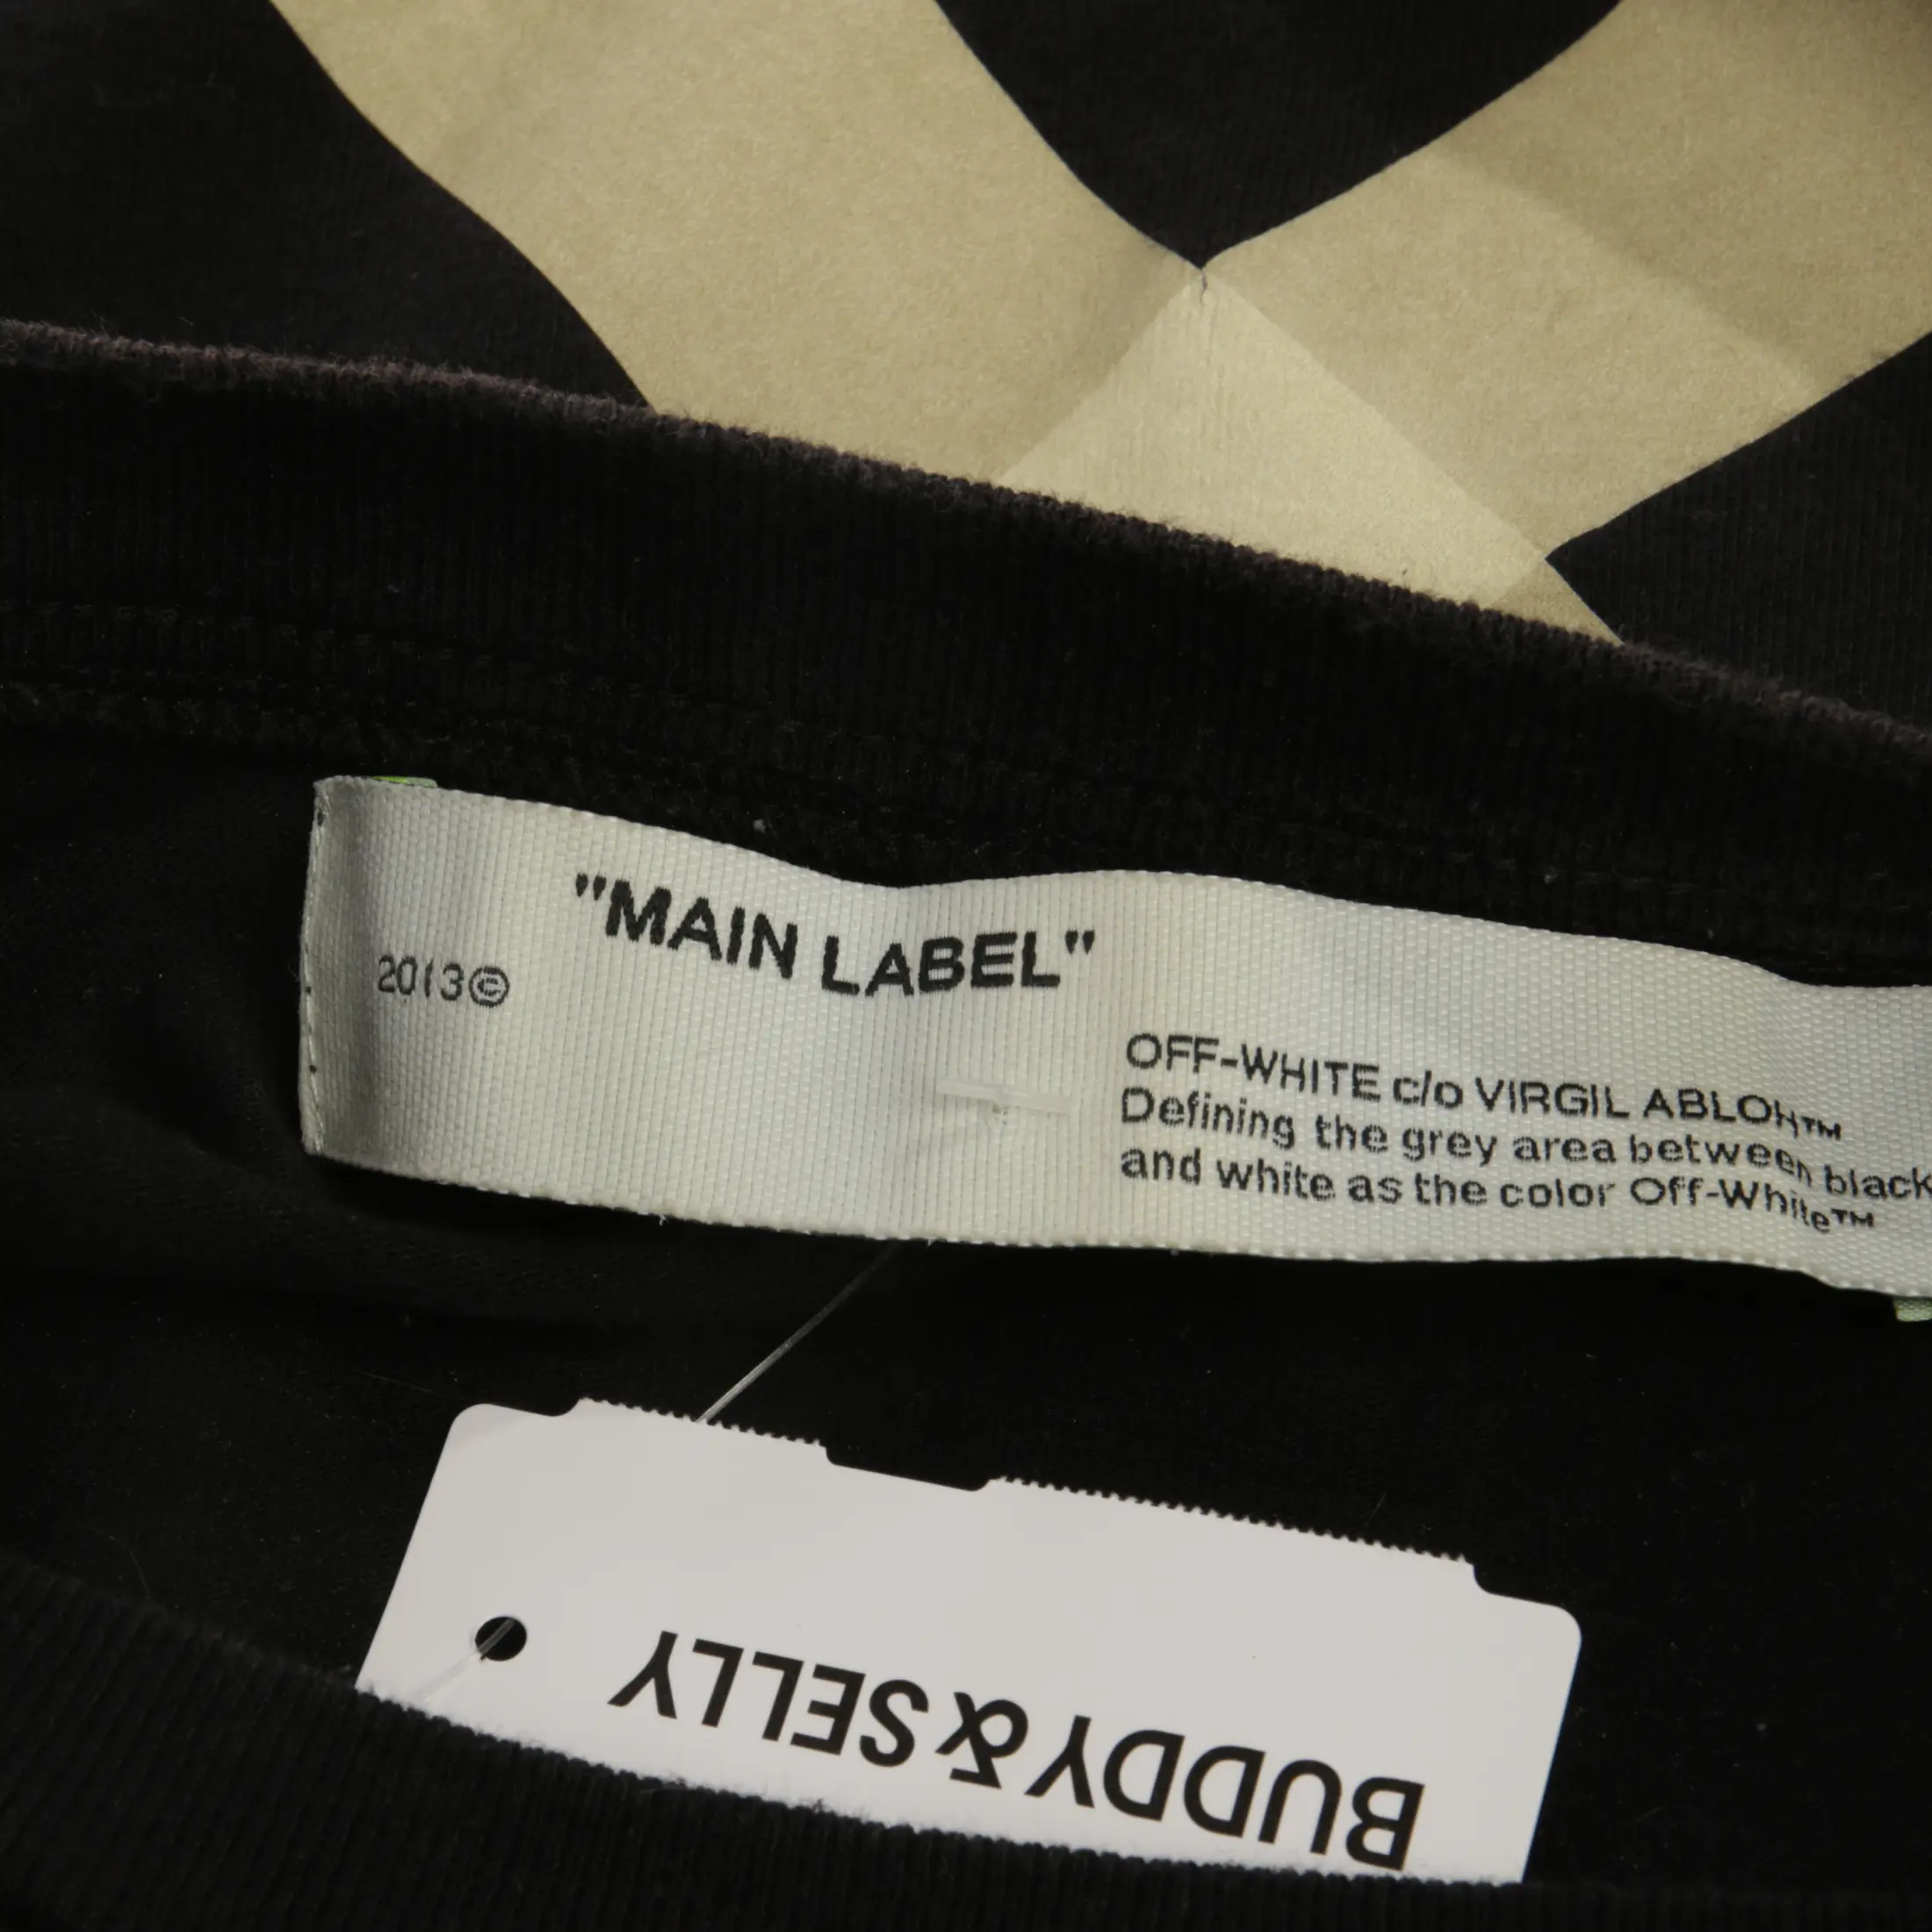 "MAIN LABEL"
2013©
OFF-WHITE c/o VIRGIL ABLOH™
Defining the grey area between black
and white as the color Off-White™
BUDDY&SELLY